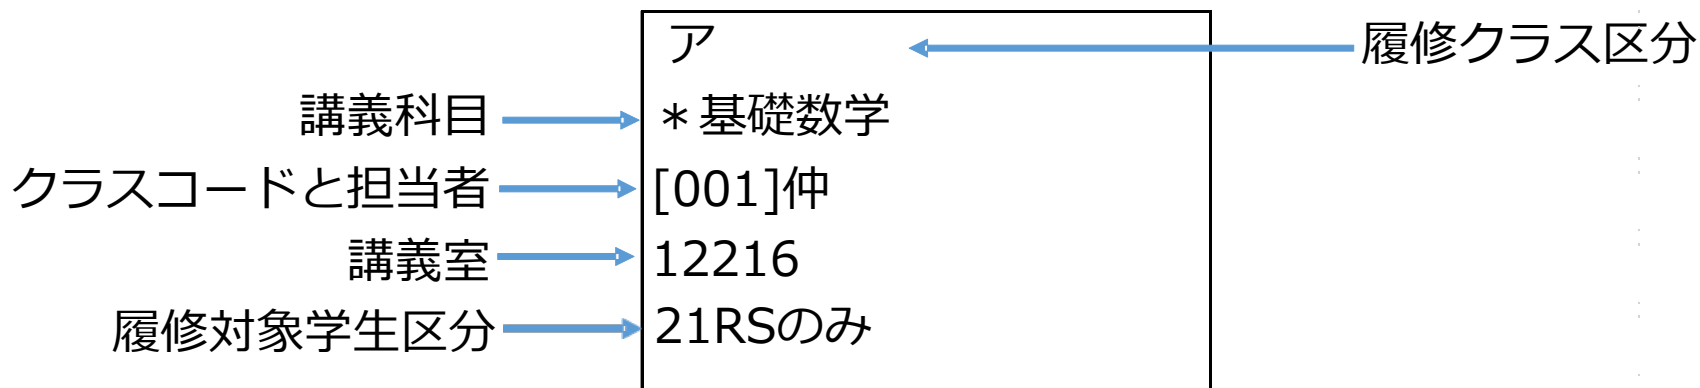 ア 履修クラス区分
講義科目 ＊基礎数学
クラスコードと担当者 [001]仲
講義室 12216
履修対象学生区分 21RSのみ